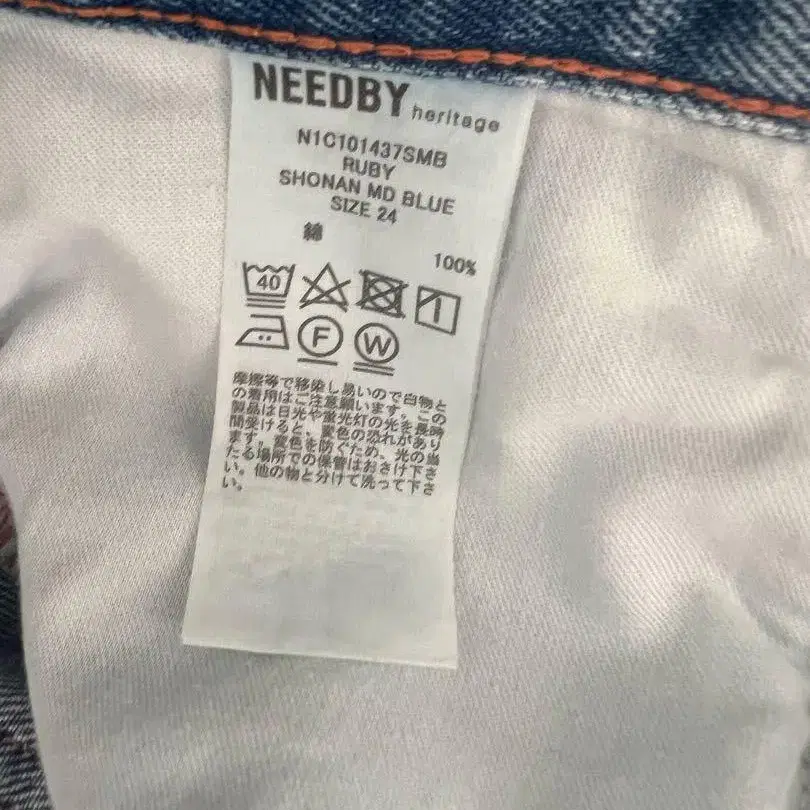 NEEDBY heritage
N1C101437SMB
RUBY
SHONAN MD BLUE
SIZE 24
綿
100%
40
F
W
摩擦等で移染し易いので白物と
の着用はご注意願います。この
製品は日光や蛍光灯の光を長時
間受けると、変色の恐れがあり
ます。変色を防ぐため、光の当
たる場所での保管はおさけ下さ
い。他の物と分けて洗って下さ
い。